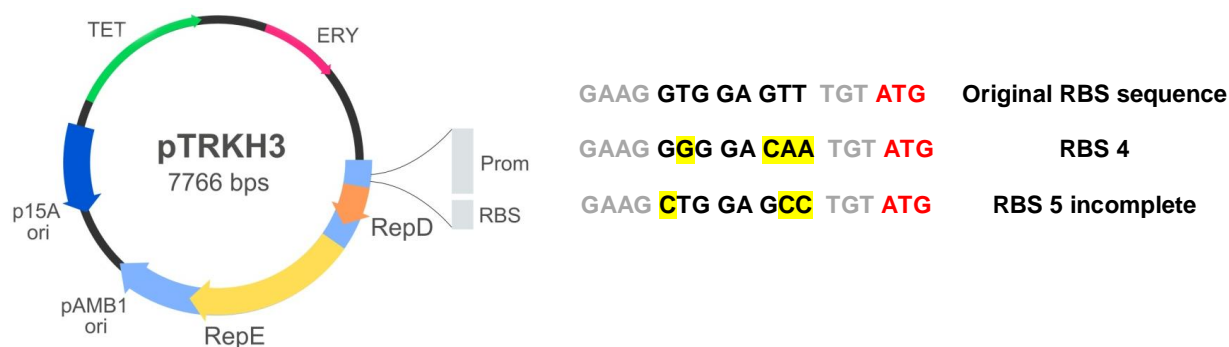 TET
ERY
pTRKH3
7766 bps
p15A
ori
pAMB1
ori
RepE
RepD
Prom
RBS
GAAG GTG GA GTT TGT ATG Original RBS sequence
GAAG GGG GA CAA TGT ATG RBS 4
GAAG CTG GA GCC TGT ATG RBS 5 incomplete